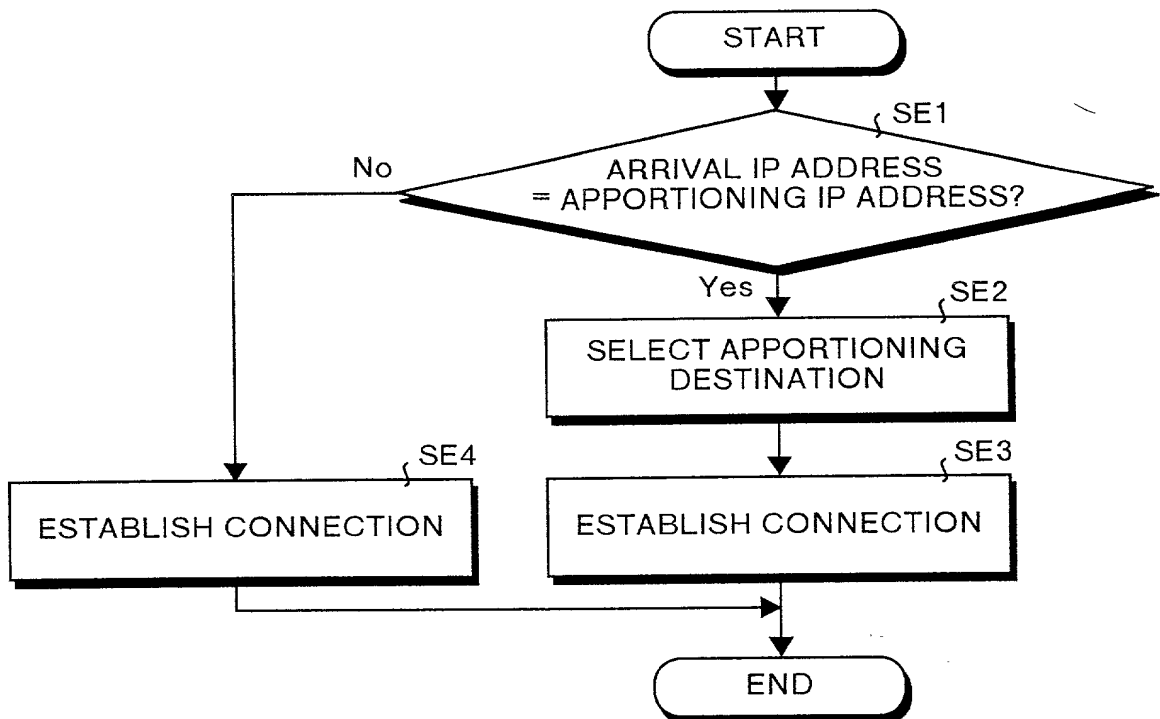 START
SE1
No
ARRIVAL IP ADDRESS
= APPORTIONING IP ADDRESS?
Yes
SE2
SELECT APPORTIONING
DESTINATION
SE4
SE3
ESTABLISH CONNECTION
ESTABLISH CONNECTION
END